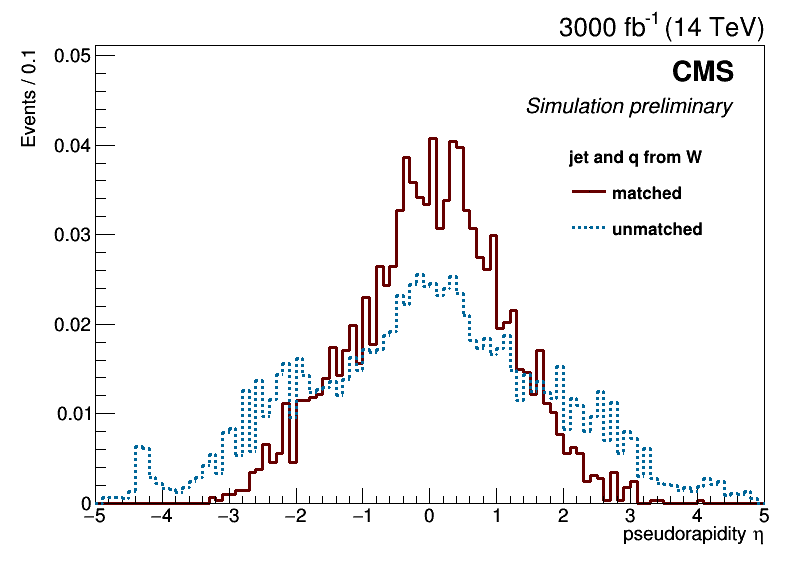 3000 fb-1 (14 TeV)
CMS
Simulation preliminary
jet and q from W
matched
unmatched
Events / 0.1
0.05
0.04
0.03
0.02
0.01
0
−5 −4 −3 −2 −1 0 1 2 3 4 5
pseudorapidity η